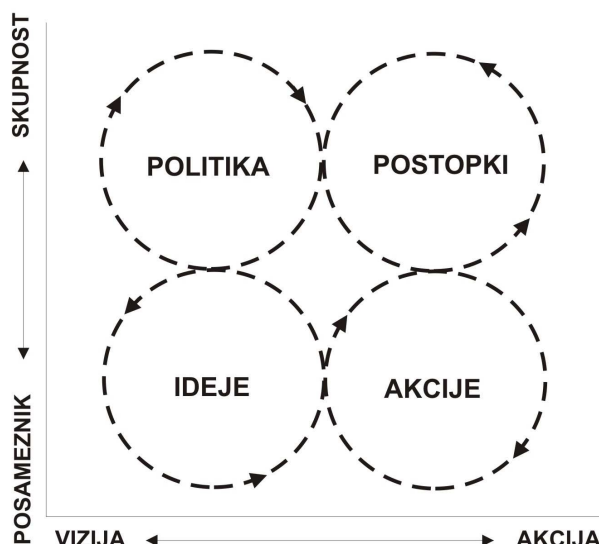 SKUPNOST
POLITIKA
POSTOPKI
IDEJE
AKCIJE
POSAMEZNIK
VIZIJA
AKCIJA